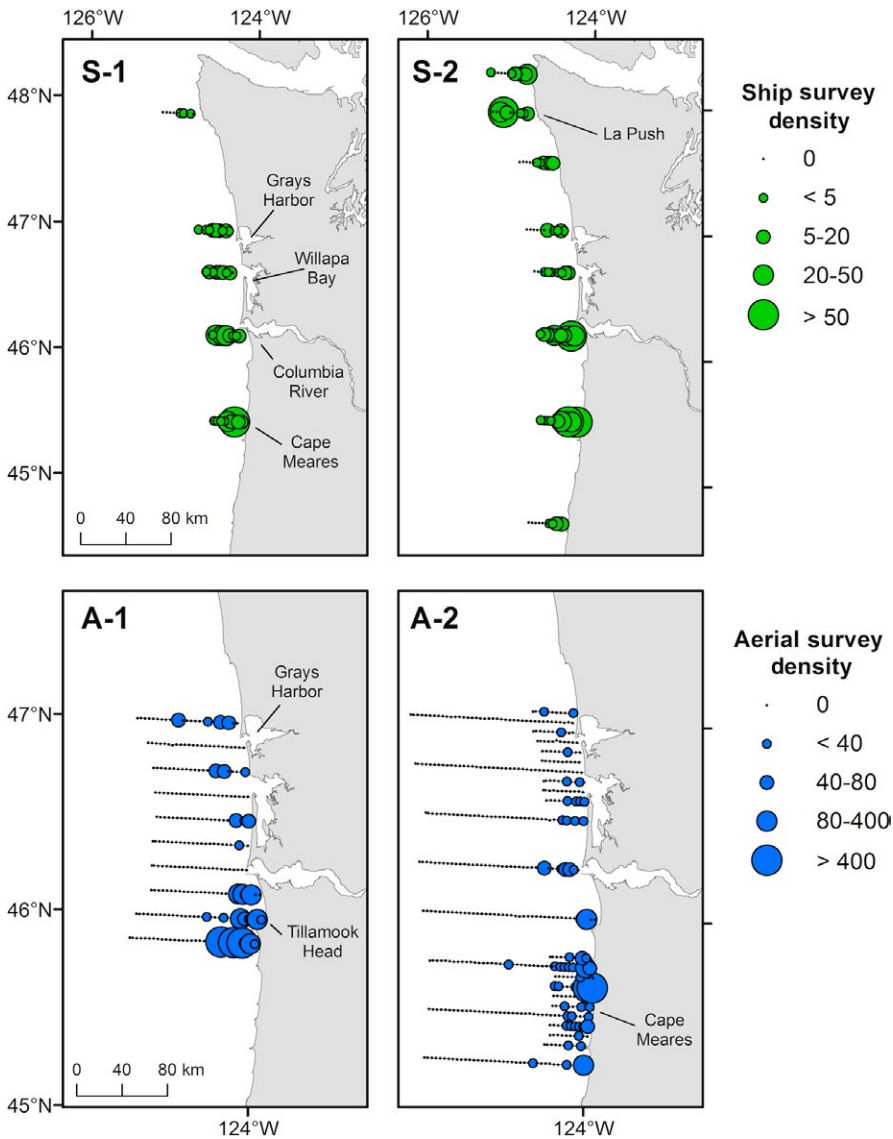 126°W
124°W
126°W
124°W
S-1
S-2
48°N
47°N
46°N
45°N
Grays
Harbor
Willapa
Bay
Columbia
River
Cape
Meares
0 40 80 km
La Push
Ship survey
density
0
< 5
5-20
20-50
> 50
A-1
A-2
47°N
46°N
45°N
Grays
Harbor
Tillamook
Head
0 40 80 km
124°W
Cape
Meares
124°W
Aerial survey
density
0
< 40
40-80
80-400
> 400